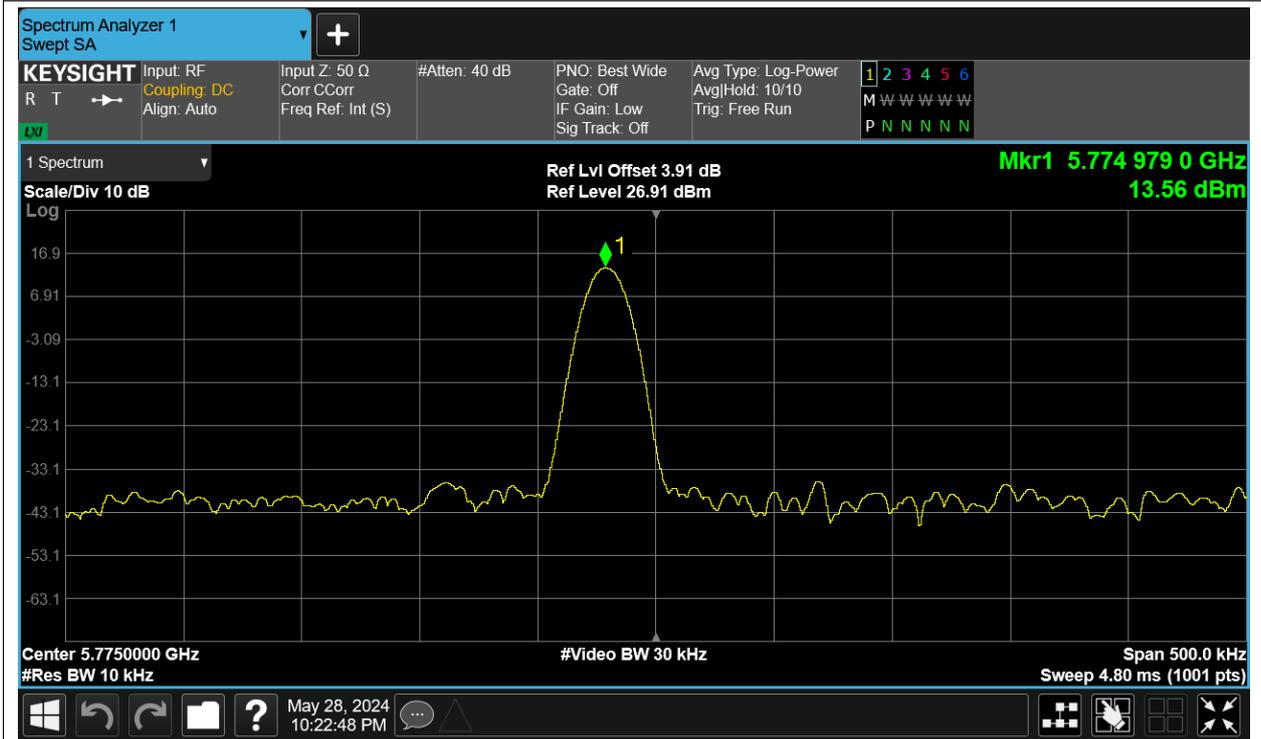 Spectrum Analyzer 1
Swept SA
+
KEYSIGHT
R T
LXI
Input: RF
Coupling: DC
Align: Auto
Input Z: 50 Ω
Corr CCorr
Freq Ref: Int (S)
#Atten: 40 dB
PNO: Best Wide
Gate: Off
IF Gain: Low
Sig Track: Off
Avg Type: Log-Power
Avg|Hold: 10/10
Trig: Free Run
1 2 3 4 5 6
M W W W W W
P N N N N N
1 Spectrum
Scale/Div 10 dB
Ref Lvl Offset 3.91 dB
Ref Level 26.91 dBm
Mkr1 5.774 979 0 GHz
13.56 dBm
Log
1
16.9
6.91
-3.09
-13.1
-23.1
-33.1
-43.1
-53.1
-63.1
Center 5.7750000 GHz
#Video BW 30 kHz
Span 500.0 kHz
#Res BW 10 kHz
Sweep 4.80 ms (1001 pts)
?
May 28, 2024
10:22:48 PM